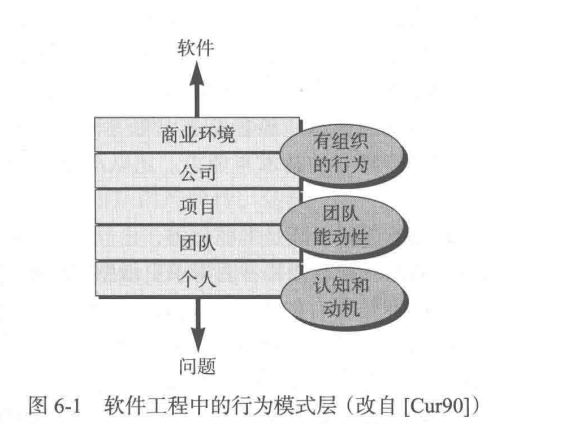 软件
商业环境
公司
项目
团队
个人
有组织
的行为
团队
能动性
认知和
动机
问题
图 6-1 软件工程中的行为模式层（改自 [Cur90]）